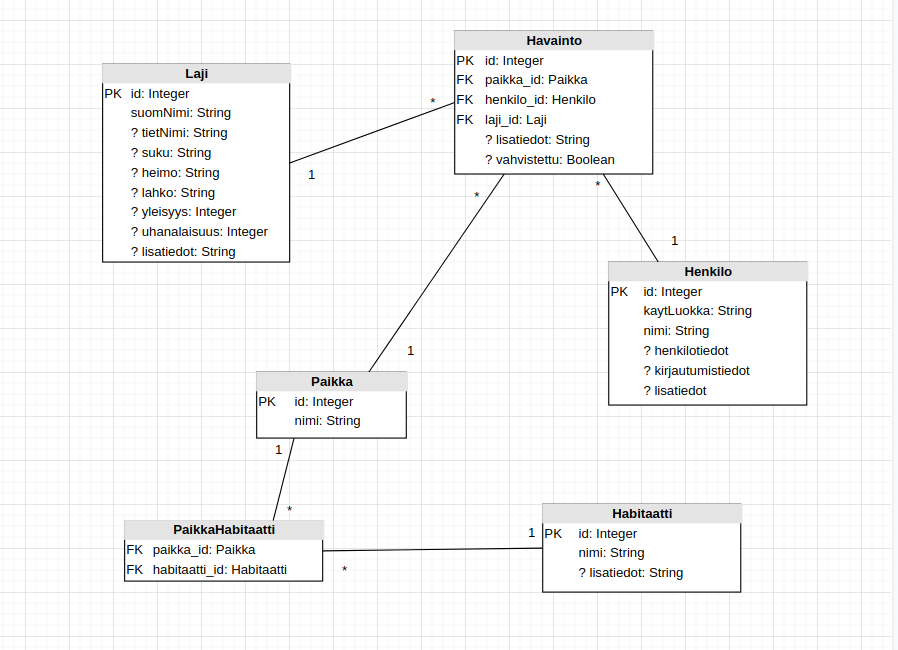 Laji
PK id: Integer
suomNimi: String
? tietNimi: String
? suku: String
? heimo: String
? lahko: String
? yleisyys: Integer
? uhanalaisuus: Integer
? lisatiedot: String
Havainto
PK id: Integer
FK paikka_id: Paikka
FK henkilo_id: Henkilo
FK laji_id: Laji
? lisatiedot: String
? vahvistettu: Boolean
*
1
*
1
*
1
Henkilo
PK id: Integer
kaytLuokka: String
nimi: String
? henkilotiedot
? kirjautumistiedot
? lisatiedot
Paikka
PK id: Integer
nimi: String
1
*
PaikkaHabitaatti
FK paikka_id: Paikka
FK habitaatti_id: Habitaatti
*
1
Habitaatti
PK id: Integer
nimi: String
? lisatiedot: String